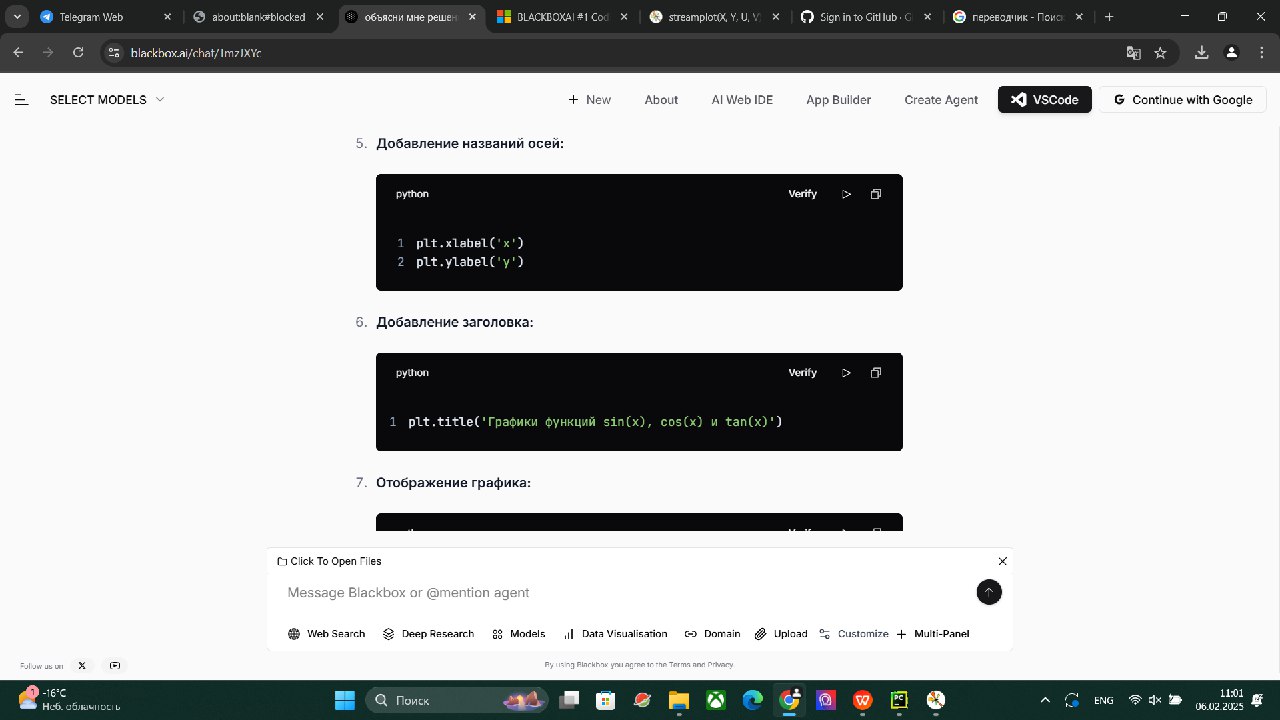 Telegram Web
about:blank#blocked
объясни мне решен
BLACKBOXAI #1 Cod
streamplot(X, Y, U, V
Sign in to GitHub · G
переводчик - Поиск
blackbox.ai/chat/1mzJXYc
SELECT MODELS
New
About
AI Web IDE
App Builder
Create Agent
VSCode
Continue with Google
5. Добавление названий осей:
python
Verify
1 plt.xlabel('x')
2 plt.ylabel('y')
6. Добавление заголовка:
python
Verify
1 plt.title('Графики функций sin(x), cos(x) и tan(x)')
7. Отображение графика:
Click To Open Files
Message Blackbox or @mention agent
Web Search
Deep Research
Models
Data Visualisation
Domain
Upload
Customize
Multi-Panel
Follow us on
By using Blackbox you agree to the Terms and Privacy.
1
-16°C
Неб. облачность
Поиск
PC
ENG
11:01
06.02.2025